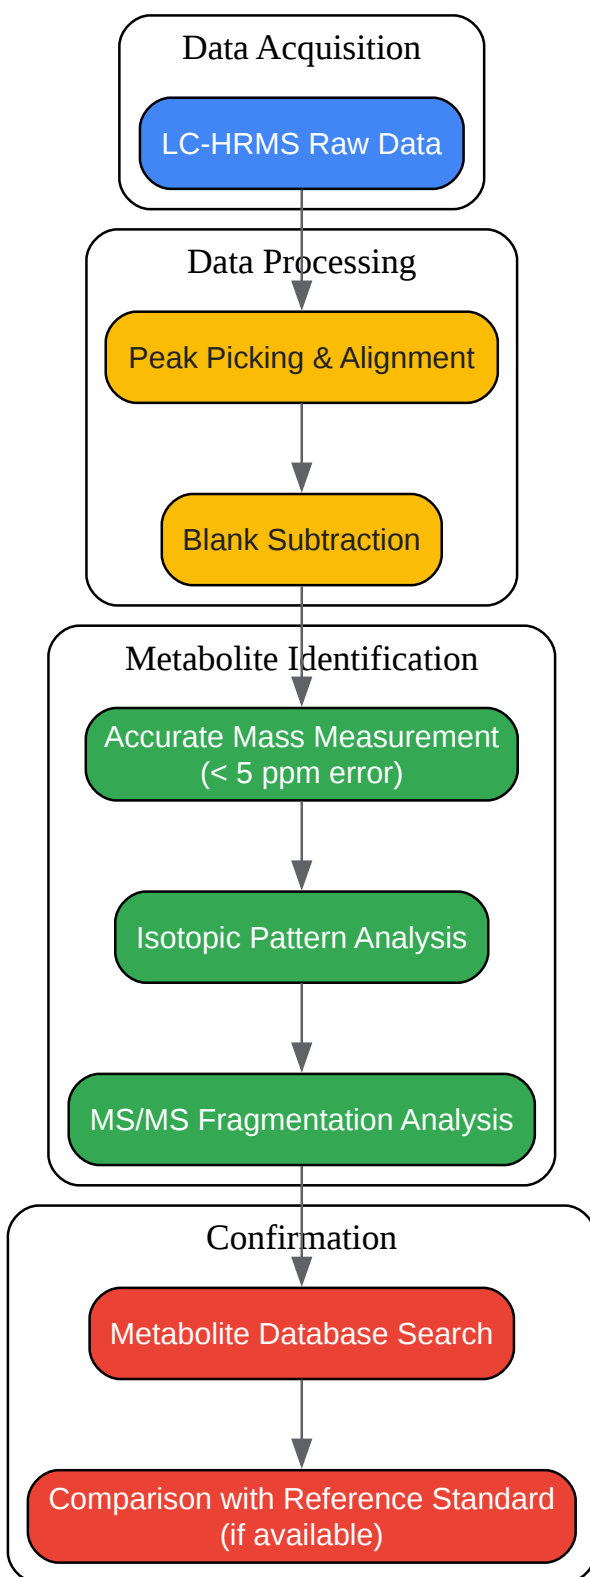 Data Acquisition
LC-HRMS Raw Data
Data Processing
Peak Picking & Alignment
Blank Subtraction
Metabolite Identification
Accurate Mass Measurement
(< 5 ppm error)
Isotopic Pattern Analysis
MS/MS Fragmentation Analysis
Confirmation
Metabolite Database Search
Comparison with Reference Standard
(if available)